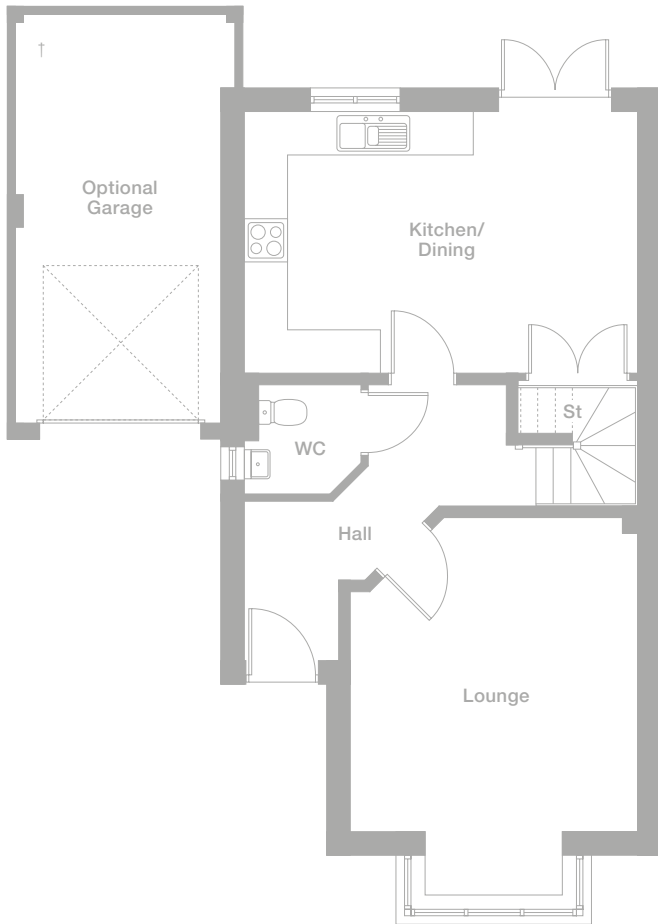 †
Optional
Garage
Kitchen/
Dining
St
WC
Hall
Lounge